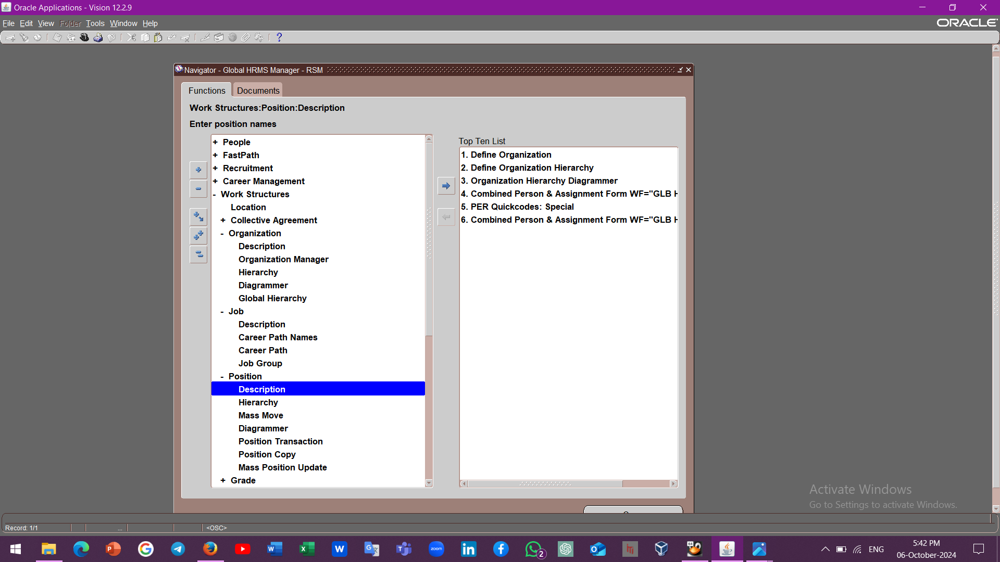 Oracle Applications - Vision 12.2.9
File Edit View Folder Tools Window Help
ORACLE
Navigator - Global HRMS Manager - RSM
Functions Documents
Work Structures:Position:Description
Enter position names
+ People
+ FastPath
+ Recruitment
+ Career Management
- Work Structures
Location
+ Collective Agreement
- Organization
Description
Organization Manager
Hierarchy
Diagrammer
Global Hierarchy
- Job
Description
Career Path Names
Career Path
Job Group
- Position
Description
Hierarchy
Mass Move
Diagrammer
Position Transaction
Position Copy
Mass Position Update
+ Grade
Top Ten List
1. Define Organization
2. Define Organization Hierarchy
3. Organization Hierarchy Diagrammer
4. Combined Person & Assignment Form WF="GLB H
5. PER Quickcodes: Special
6. Combined Person & Assignment Form WF="GLB H
Activate Windows
Go to Settings to activate Windows.
Record: 1/1 ... <OSC>
zoom
2
64
ENG
5:42 PM
06-October-2024